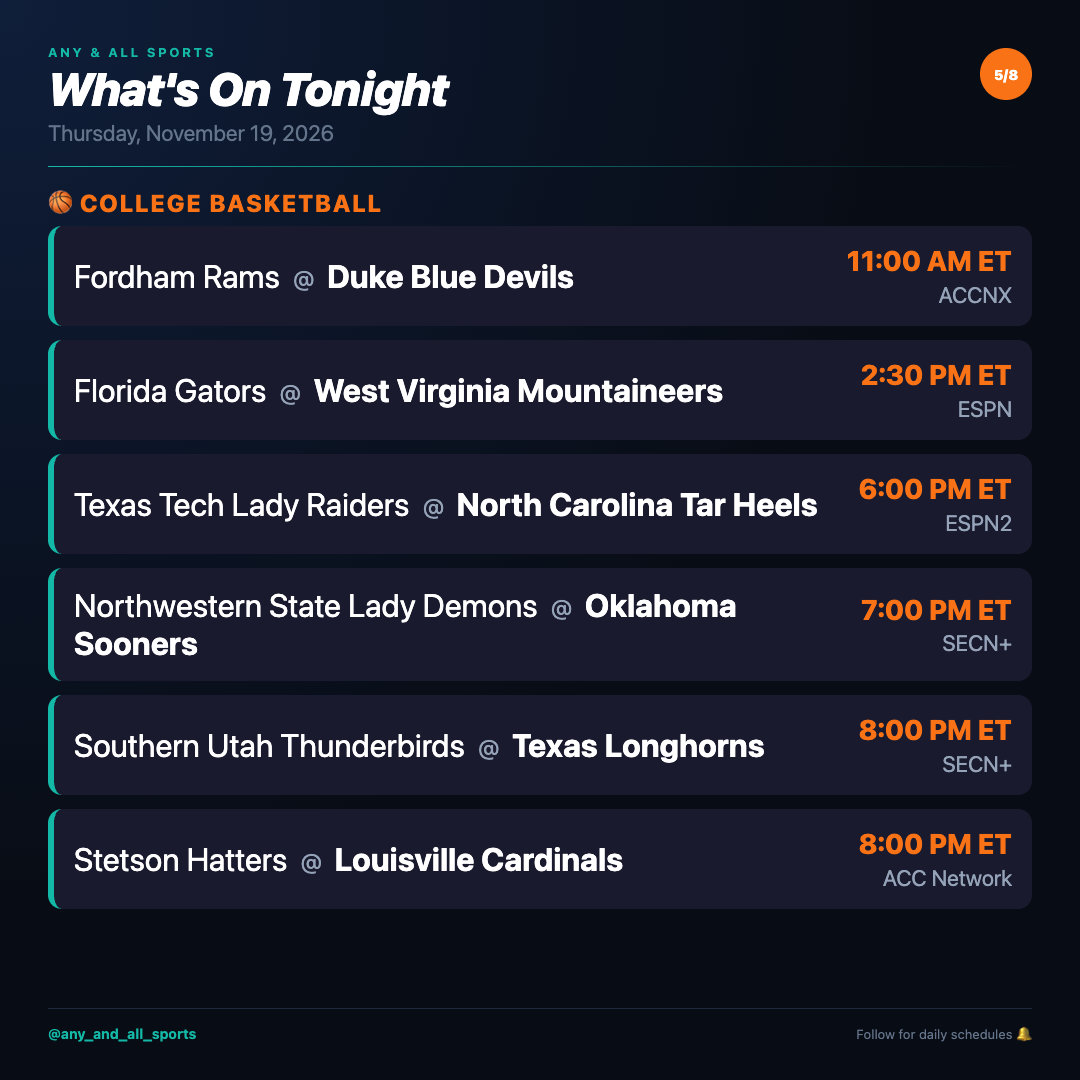 ANY & ALL SPORTS
What's On Tonight
5/8
Thursday, November 19, 2026
🏀 COLLEGE BASKETBALL
Fordham Rams @ Duke Blue Devils
11:00 AM ET
ACCNX
Florida Gators @ West Virginia Mountaineers
2:30 PM ET
ESPN
Texas Tech Lady Raiders @ North Carolina Tar Heels
6:00 PM ET
ESPN2
Northwestern State Lady Demons @ Oklahoma
Sooners
7:00 PM ET
SECN+
Southern Utah Thunderbirds @ Texas Longhorns
8:00 PM ET
SECN+
Stetson Hatters @ Louisville Cardinals
8:00 PM ET
ACC Network
@any_and_all_sports
Follow for daily schedules 🔔